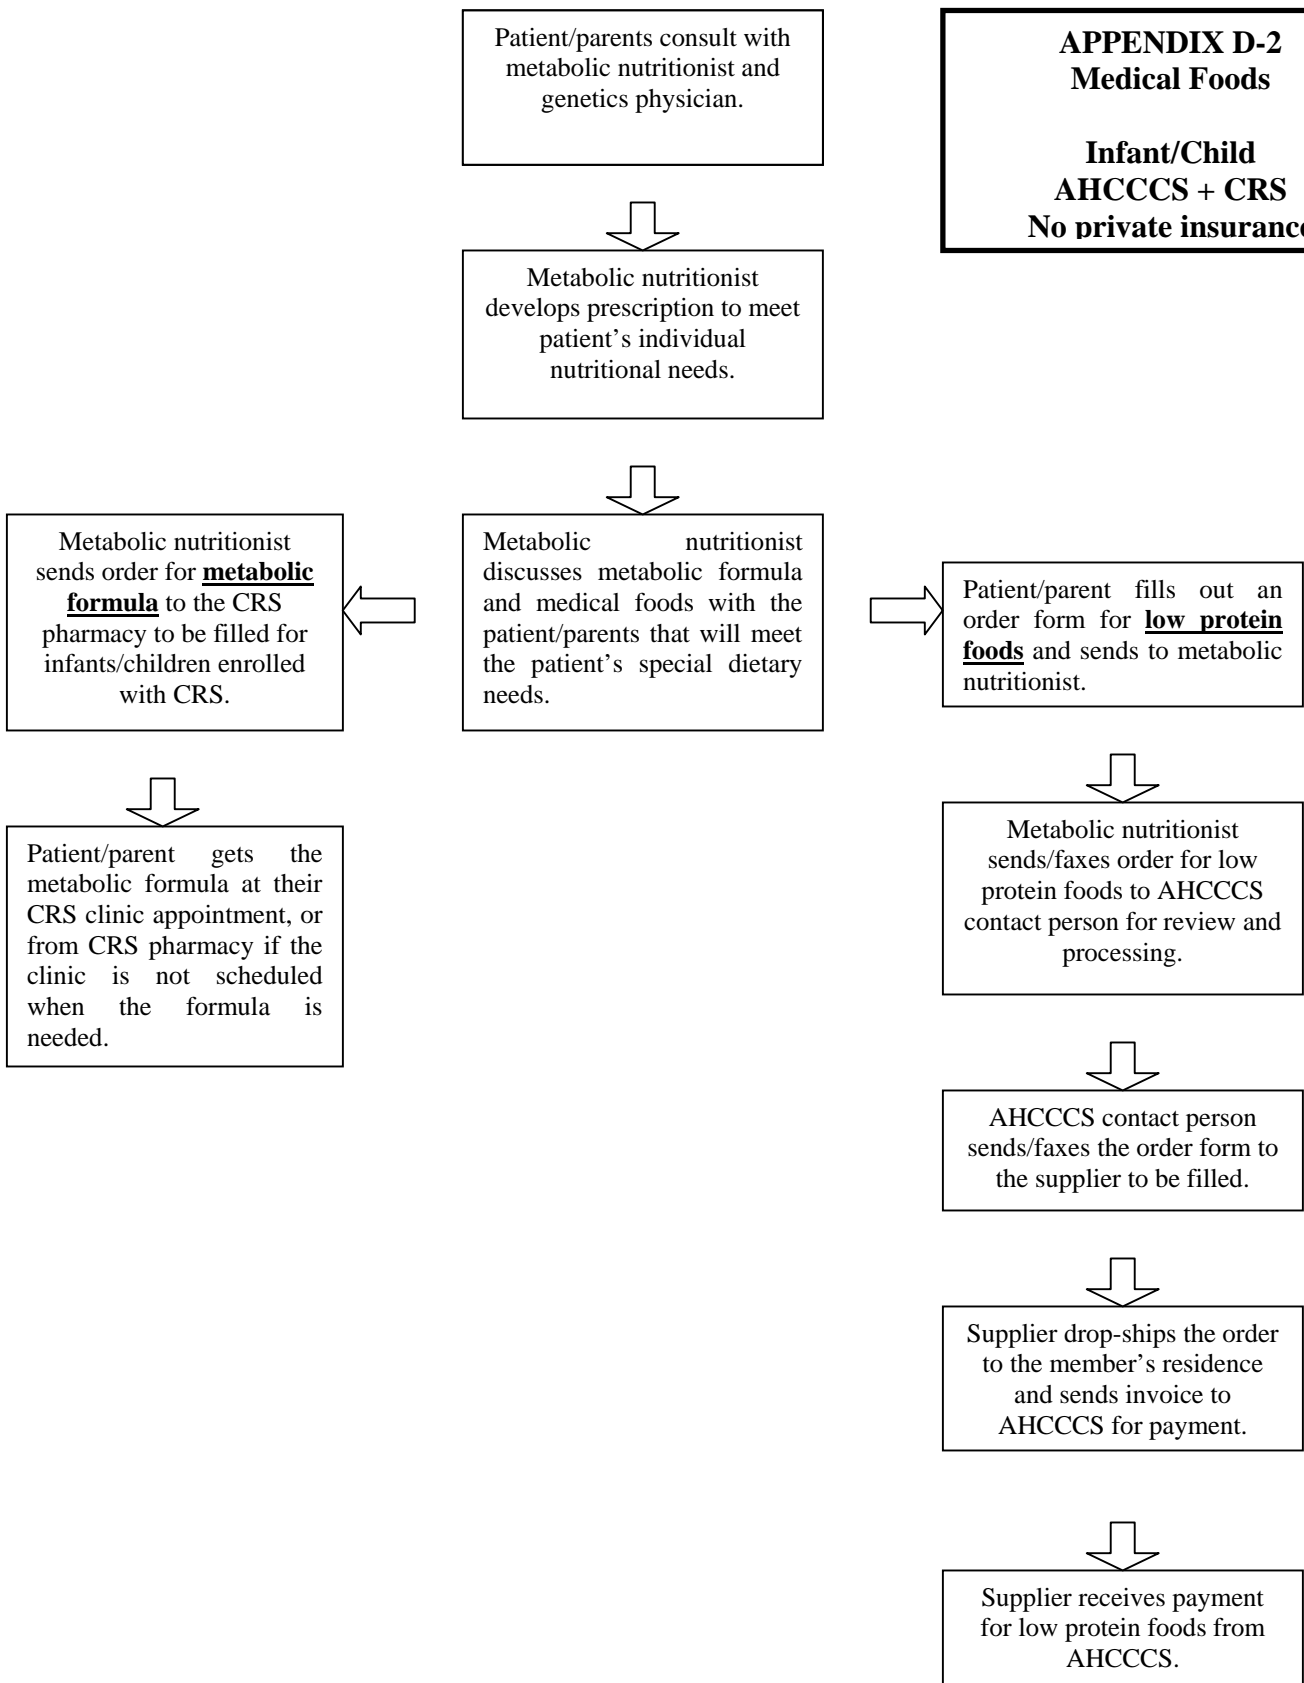 Patient/parents consult with
metabolic nutritionist and
genetics physician.
APPENDIX D-2
Medical Foods
Infant/Child
AHCCCS + CRS
No private insurance
Metabolic nutritionist
develops prescription to meet
patient’s individual
nutritional needs.
Metabolic nutritionist
sends order for metabolic
formula to the CRS
pharmacy to be filled for
infants/children enrolled
with CRS.
Metabolic nutritionist
discusses metabolic formula
and medical foods with the
patient/parents that will meet
the patient’s special dietary
needs.
Patient/parent fills out an
order form for low protein
foods and sends to metabolic
nutritionist.
Patient/parent gets the
metabolic formula at their
CRS clinic appointment, or
from CRS pharmacy if the
clinic is not scheduled
when the formula is
needed.
Metabolic nutritionist
sends/faxes order for low
protein foods to AHCCCS
contact person for review and
processing.
AHCCCS contact person
sends/faxes the order form to
the supplier to be filled.
Supplier drop-ships the order
to the member’s residence
and sends invoice to
AHCCCS for payment.
Supplier receives payment
for low protein foods from
AHCCCS.